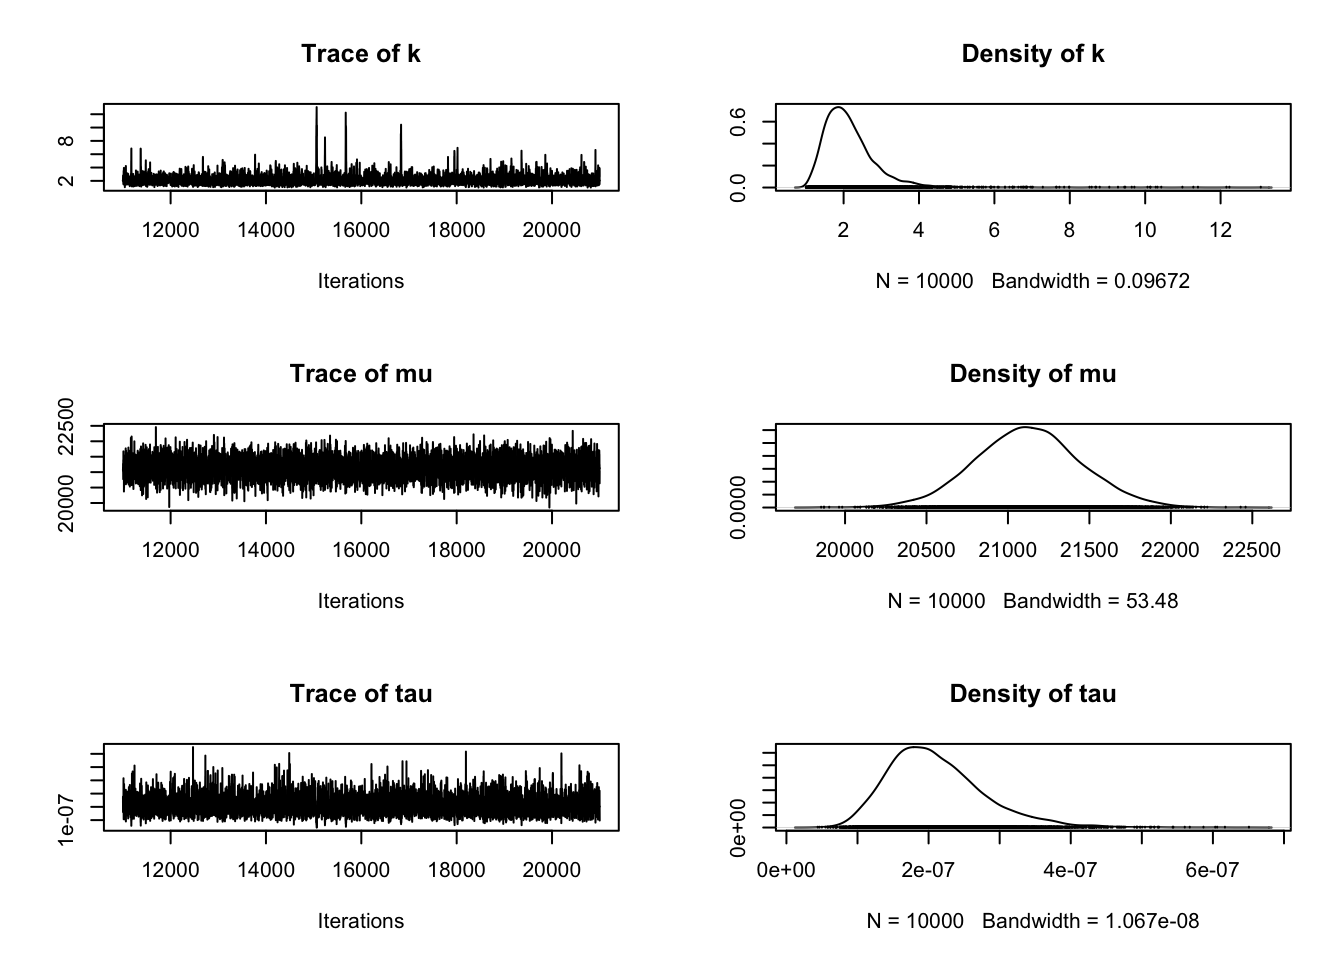 Trace of k
8
2
12000 14000 16000 18000 20000
Iterations
Density of k
0.6
0.0
2 4 6 8 10 12
N = 10000 Bandwidth = 0.09672
Trace of mu
22500
20000
12000 14000 16000 18000 20000
Iterations
Density of mu
0.0000
20000 20500 21000 21500 22000 22500
N = 10000 Bandwidth = 53.48
Trace of tau
1e-07
12000 14000 16000 18000 20000
Iterations
Density of tau
0e+00
0e+00 2e-07 4e-07 6e-07
N = 10000 Bandwidth = 1.067e-08